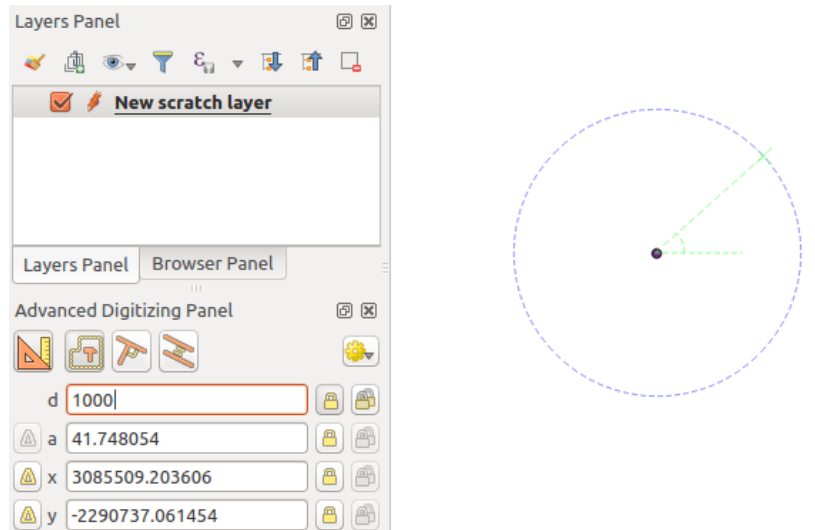 Layers Panel
New scratch layer
Layers Panel Browser Panel
Advanced Digitizing Panel
d 1000
a 41.748054
x 3085509.203606
y -2290737.061454